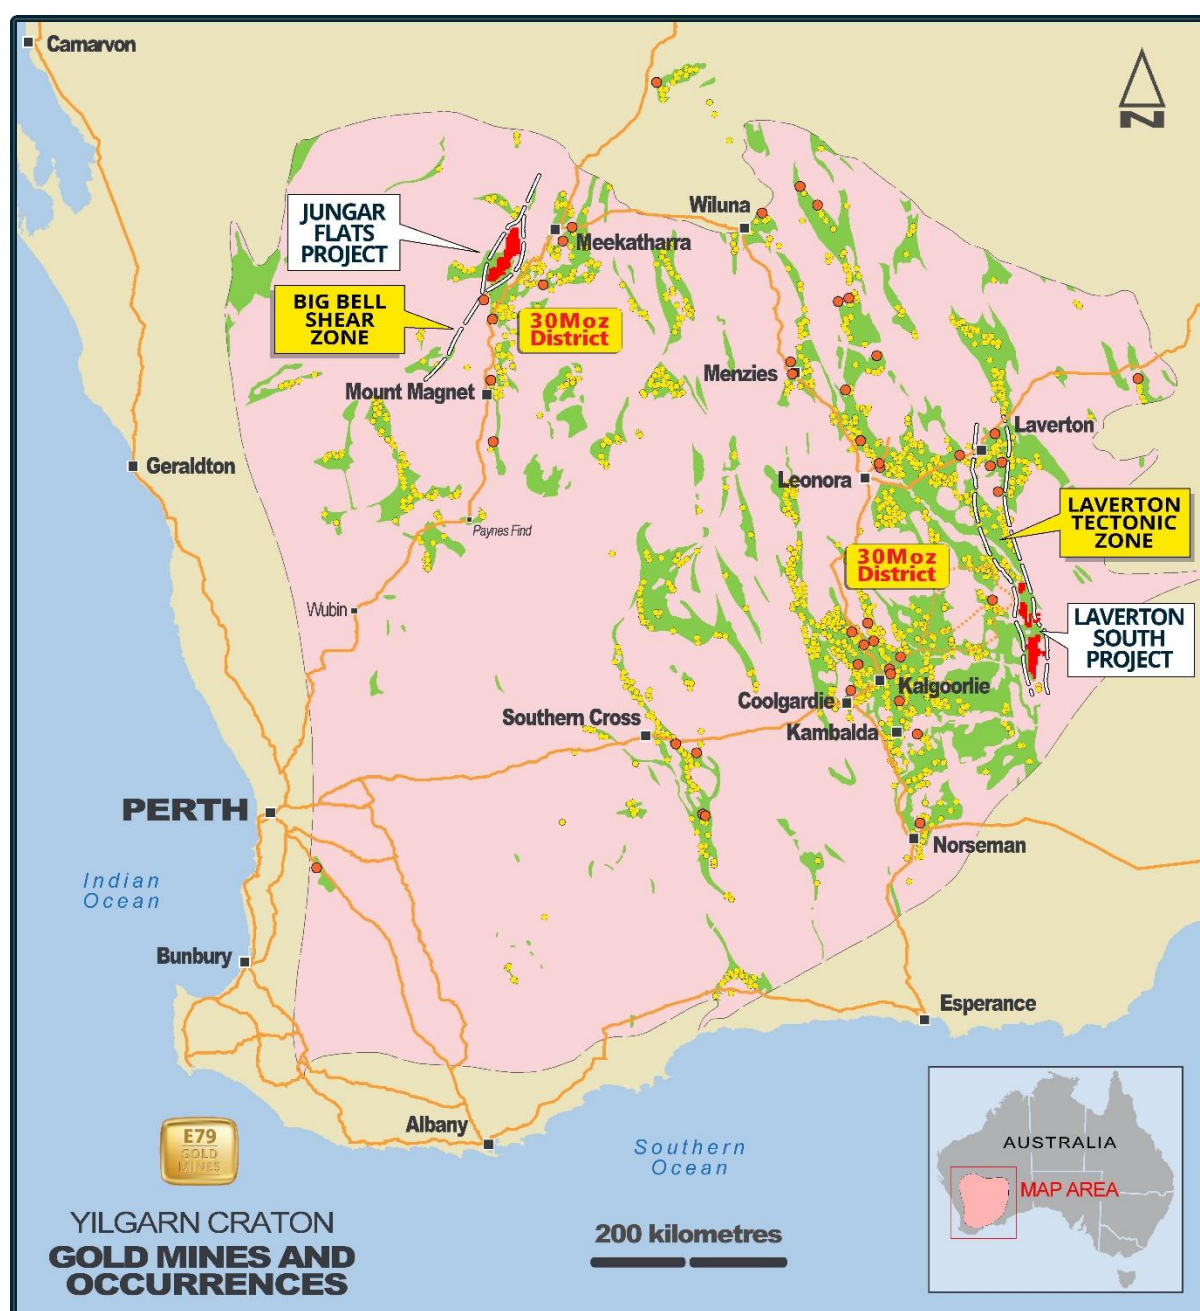 Camarvon
N
JUNGAR
FLATS
PROJECT
Wiluna
Meekatharra
BIG BELL
SHEAR
ZONE
30Moz
District
Menzies
Mount Magnet
Laverton
Geraldton
Leonora
LAVERTON
TECTONIC
ZONE
Paynes Find
30Moz
District
Wubin
LAVERTON
SOUTH
PROJECT
Kalgoorlie
Coolgardie
Southern Cross
Kambalda
PERTH
Norseman
Indian
Ocean
Bunbury
Esperance
Albany
E79
GOLD
MINES
Southern
Ocean
AUSTRALIA
MAP AREA
YILGARN CRATON
GOLD MINES AND
OCCURRENCES
200 kilometres